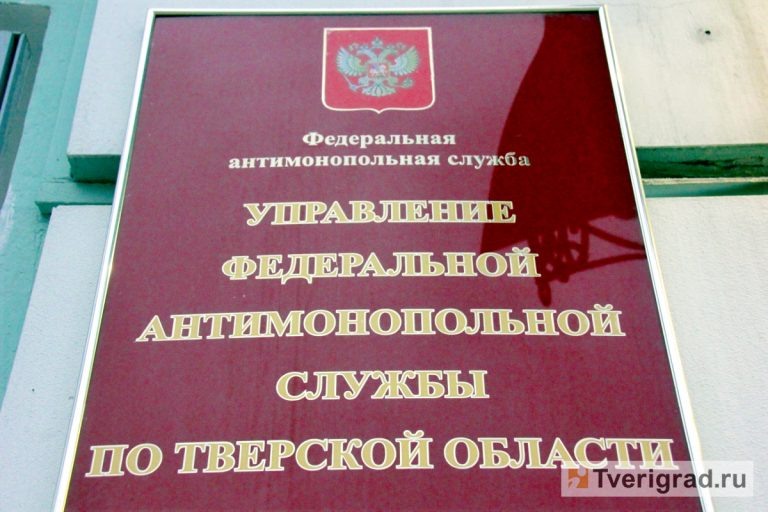 Федеральная
антимонопольная служба
УПРАВЛЕНИЕ
ФЕДЕРАЛЬНОЙ
АНТИМОНОПОЛЬНОЙ
СЛУЖБЫ
ПО ТВЕРСКОЙ ОБЛАСТИ
Tverigrad.ru